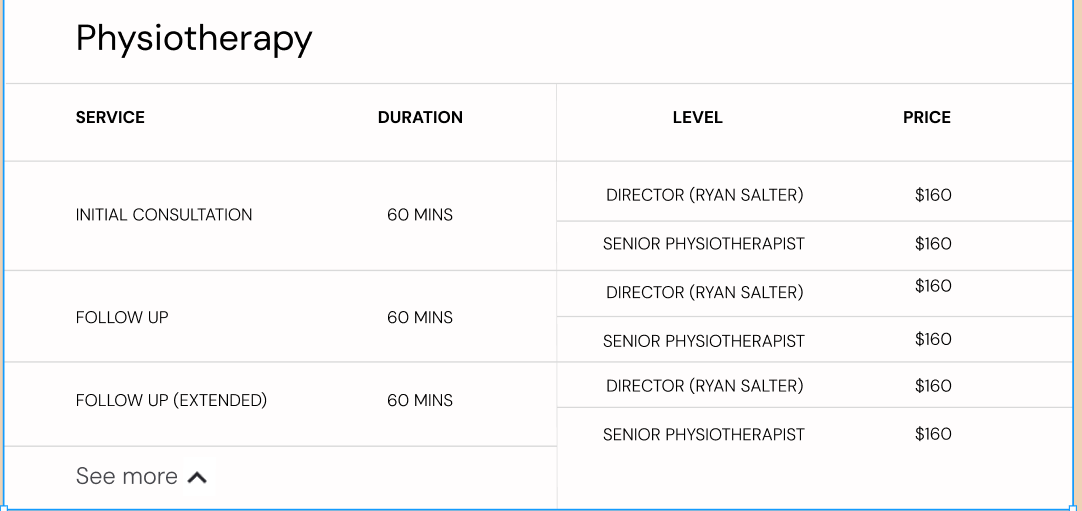 Physiotherapy
SERVICE DURATION LEVEL PRICE
INITIAL CONSULTATION 60 MINS DIRECTOR (RYAN SALTER) $160
SENIOR PHYSIOTHERAPIST $160
FOLLOW UP 60 MINS DIRECTOR (RYAN SALTER) $160
SENIOR PHYSIOTHERAPIST $160
FOLLOW UP (EXTENDED) 60 MINS DIRECTOR (RYAN SALTER) $160
SENIOR PHYSIOTHERAPIST $160
See more